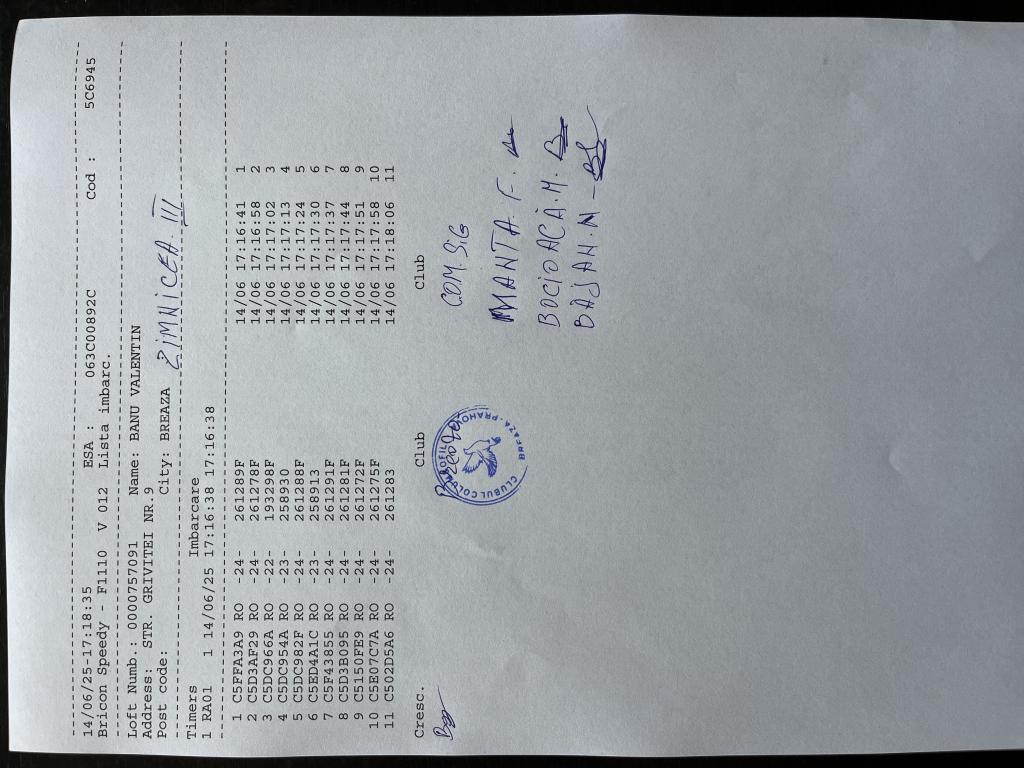 --------------------------------------------------------------------
14/06/25-17:18:35 ESA : 063C00892C Cod : 5C6945
Bricon Speedy - F1110 V 012 Lista imbarc.
--------------------------------------------------------------------
Loft Numb.: 0000757091 Name: BANU VALENTIN
Address: STR. GRIVITEI NR.9
Post code: City: BREAZA ZIMNICEA III
--------------------------------------------------------------------
Timers Imbarcare
1 RA01 1 14/06/25 17:16:38 17:16:38
--------------------------------------------------------------------
1 C5FFA3A9 RO -24- 261289F 14/06 17:16:41 1
2 C5D3AF29 RO -24- 261278F 14/06 17:16:58 2
3 C5DC966A RO -22- 193298F 14/06 17:17:02 3
4 C5DC954A RO -23- 258930 14/06 17:17:13 4
5 C5DC982F RO -24- 261288F 14/06 17:17:24 5
6 C5ED4A1C RO -23- 258913 14/06 17:17:30 6
7 C5F43855 RO -24- 261291F 14/06 17:17:37 7
8 C5D3B095 RO -24- 261281F 14/06 17:17:44 8
9 C5150FE9 RO -24- 261272F 14/06 17:17:51 9
10 C5E07C7A RO -24- 261275F 14/06 17:17:58 10
11 C502D5A6 RO -24- 261283 14/06 17:18:06 11
Cresc. Club Club
COM. SIG
CLUBUL COLUMBOFIL
BREAZA - PRAHOVA
MANTA. F.
BOCIOACĂ. M.
BAJAN. N